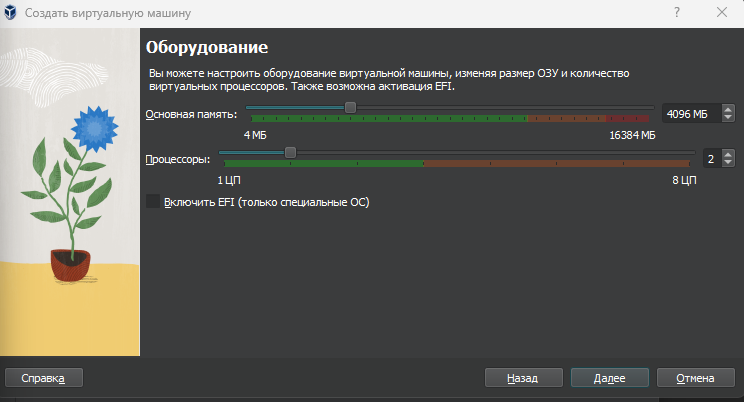 Создать виртуальную машину
Оборудование
Вы можете настроить оборудование виртуальной машины, изменяя размер ОЗУ и количество
виртуальных процессоров. Также возможна активация EFI.
Основная память:
4096 МБ
4 МБ
16384 МБ
Процессоры:
2
1 ЦП
8 ЦП
Включить EFI (только специальные ОС)
Справка
Назад
Далее
Отмена